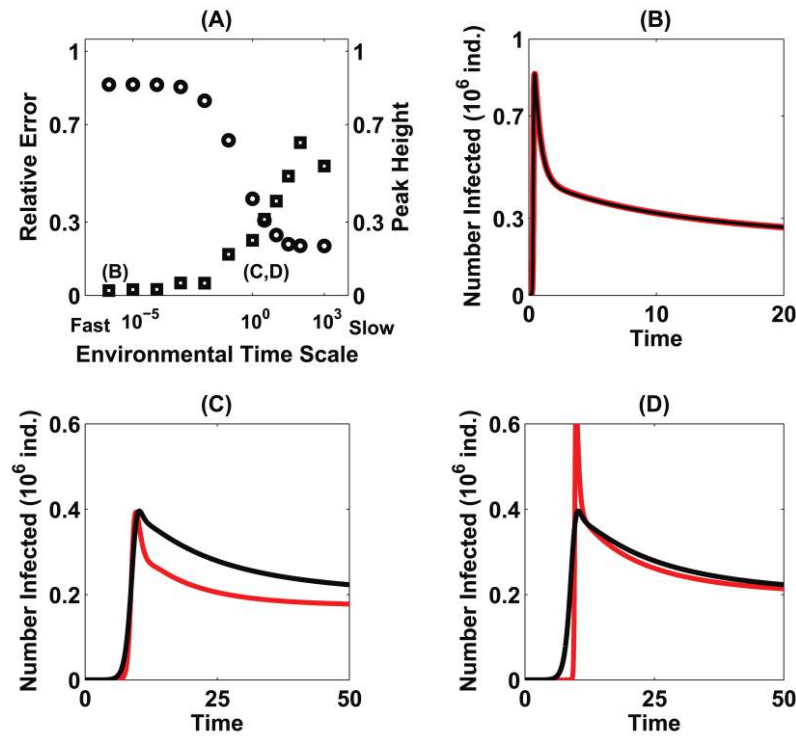 (A)
Relative Error
1
0.7
0.3
0
1
0.7
0.3
0
Peak Height
(B)
(C,D)
Fast 10⁻⁵ 10⁰ 10³ Slow
Environmental Time Scale
(B)
Number Infected (10⁶ ind.)
1
0.7
0.3
0
0 10 20
Time
(C)
Number Infected (10⁶ ind.)
0.6
0.4
0.2
0
0 25 50
Time
(D)
Number Infected (10⁶ ind.)
0.6
0.4
0.2
0
0 25 50
Time